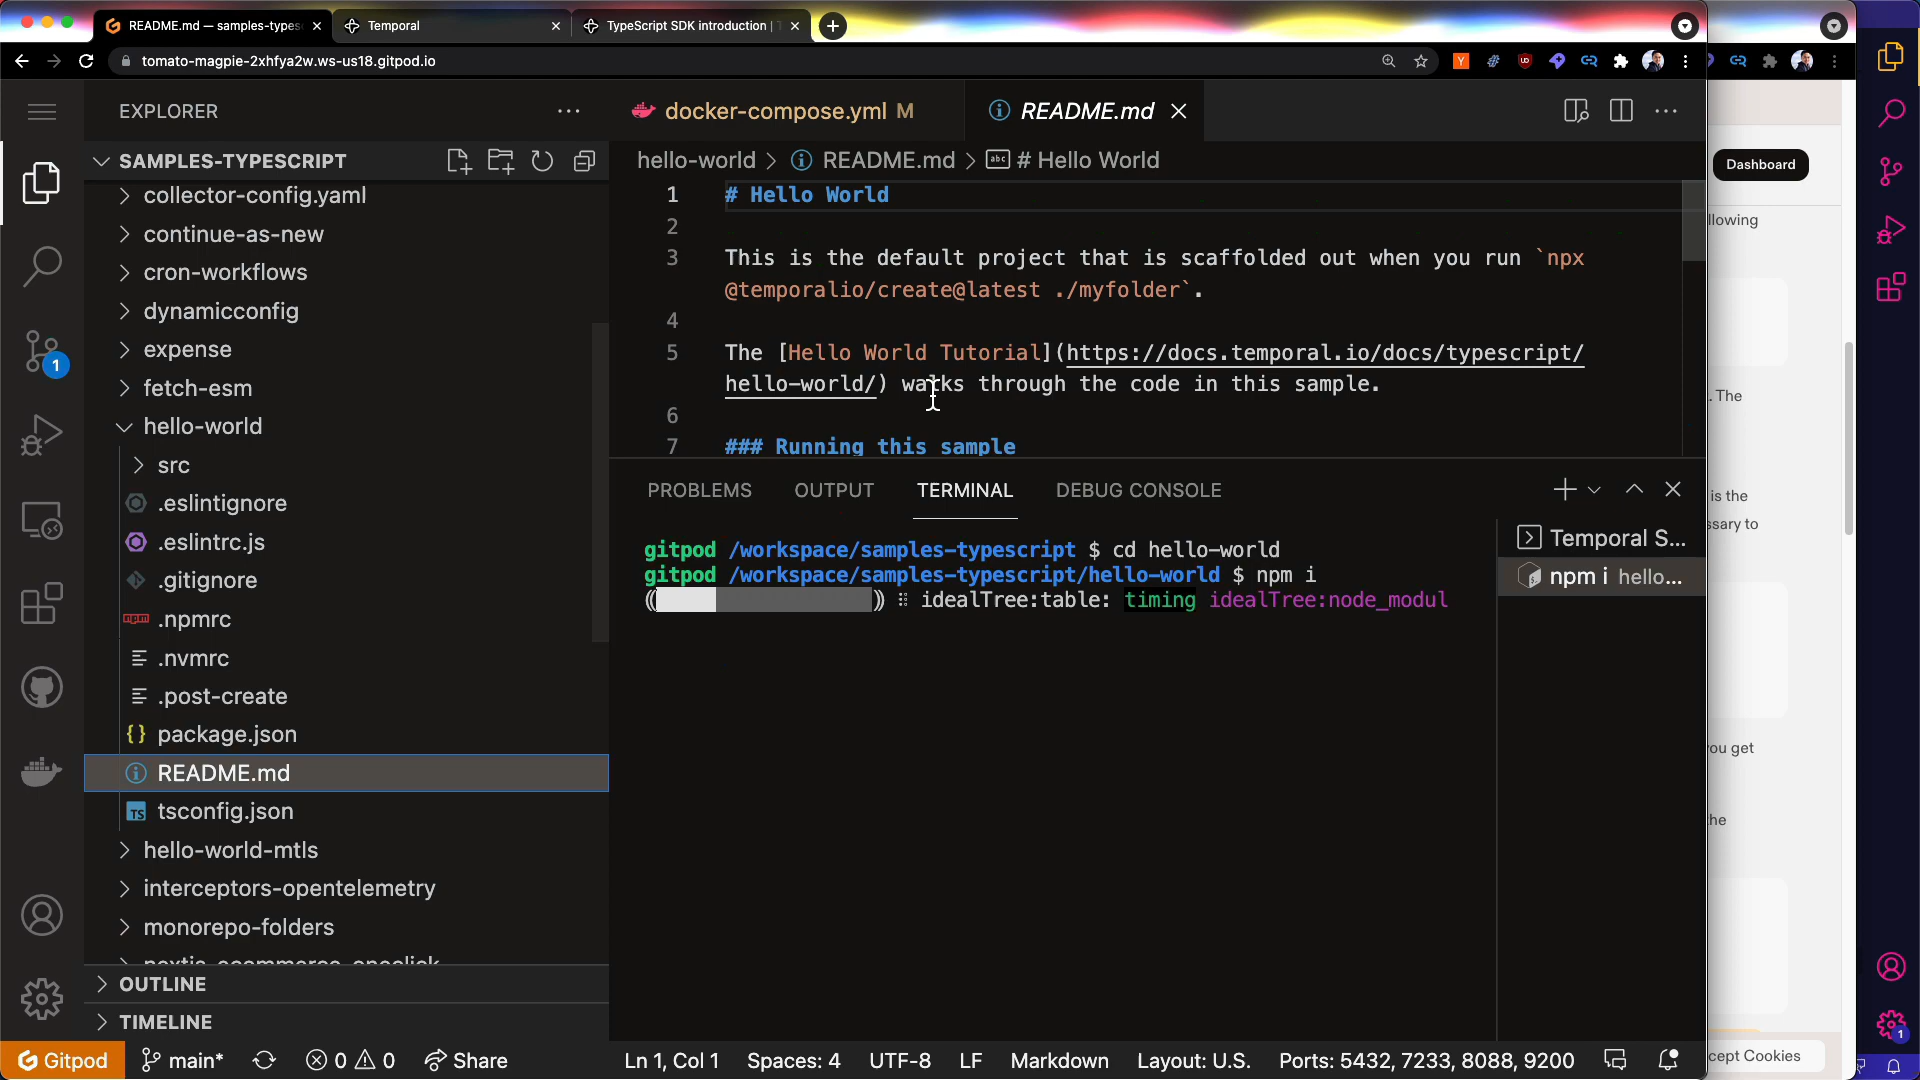 README.md — samples-types
Temporal
TypeScript SDK introduction |
tomato-magpie-2xhfya2w.ws-us18.gitpod.io
EXPLORER
docker-compose.yml M
README.md
SAMPLES-TYPESCRIPT
hello-world > README.md > # Hello World
collector-config.yaml
continue-as-new
cron-workflows
dynamicconfig
expense
fetch-esm
hello-world
src
.eslintignore
.eslintrc.js
.gitignore
.npmrc
.nvmrc
.post-create
package.json
README.md
tsconfig.json
hello-world-mtls
interceptors-opentelemetry
monorepo-folders
OUTLINE
TIMELINE
1 # Hello World
2
3 This is the default project that is scaffolded out when you run `npx
@temporalio/create@latest ./myfolder`.
4
5 The [Hello World Tutorial](https://docs.temporal.io/docs/typescript/
hello-world/) walks through the code in this sample.
6
7 ### Running this sample
PROBLEMS OUTPUT TERMINAL DEBUG CONSOLE
gitpod /workspace/samples-typescript $ cd hello-world
gitpod /workspace/samples-typescript/hello-world $ npm i
idealTree:table: timing idealTree:node_modul
Temporal S...
npm i hello...
1
Gitpod main* 0 0 Share
Ln 1, Col 1 Spaces: 4 UTF-8 LF Markdown Layout: U.S. Ports: 5432, 7233, 8088, 9200
Dashboard
llowing
. The
is the
ssary to
ou get
he
cept Cookies
1